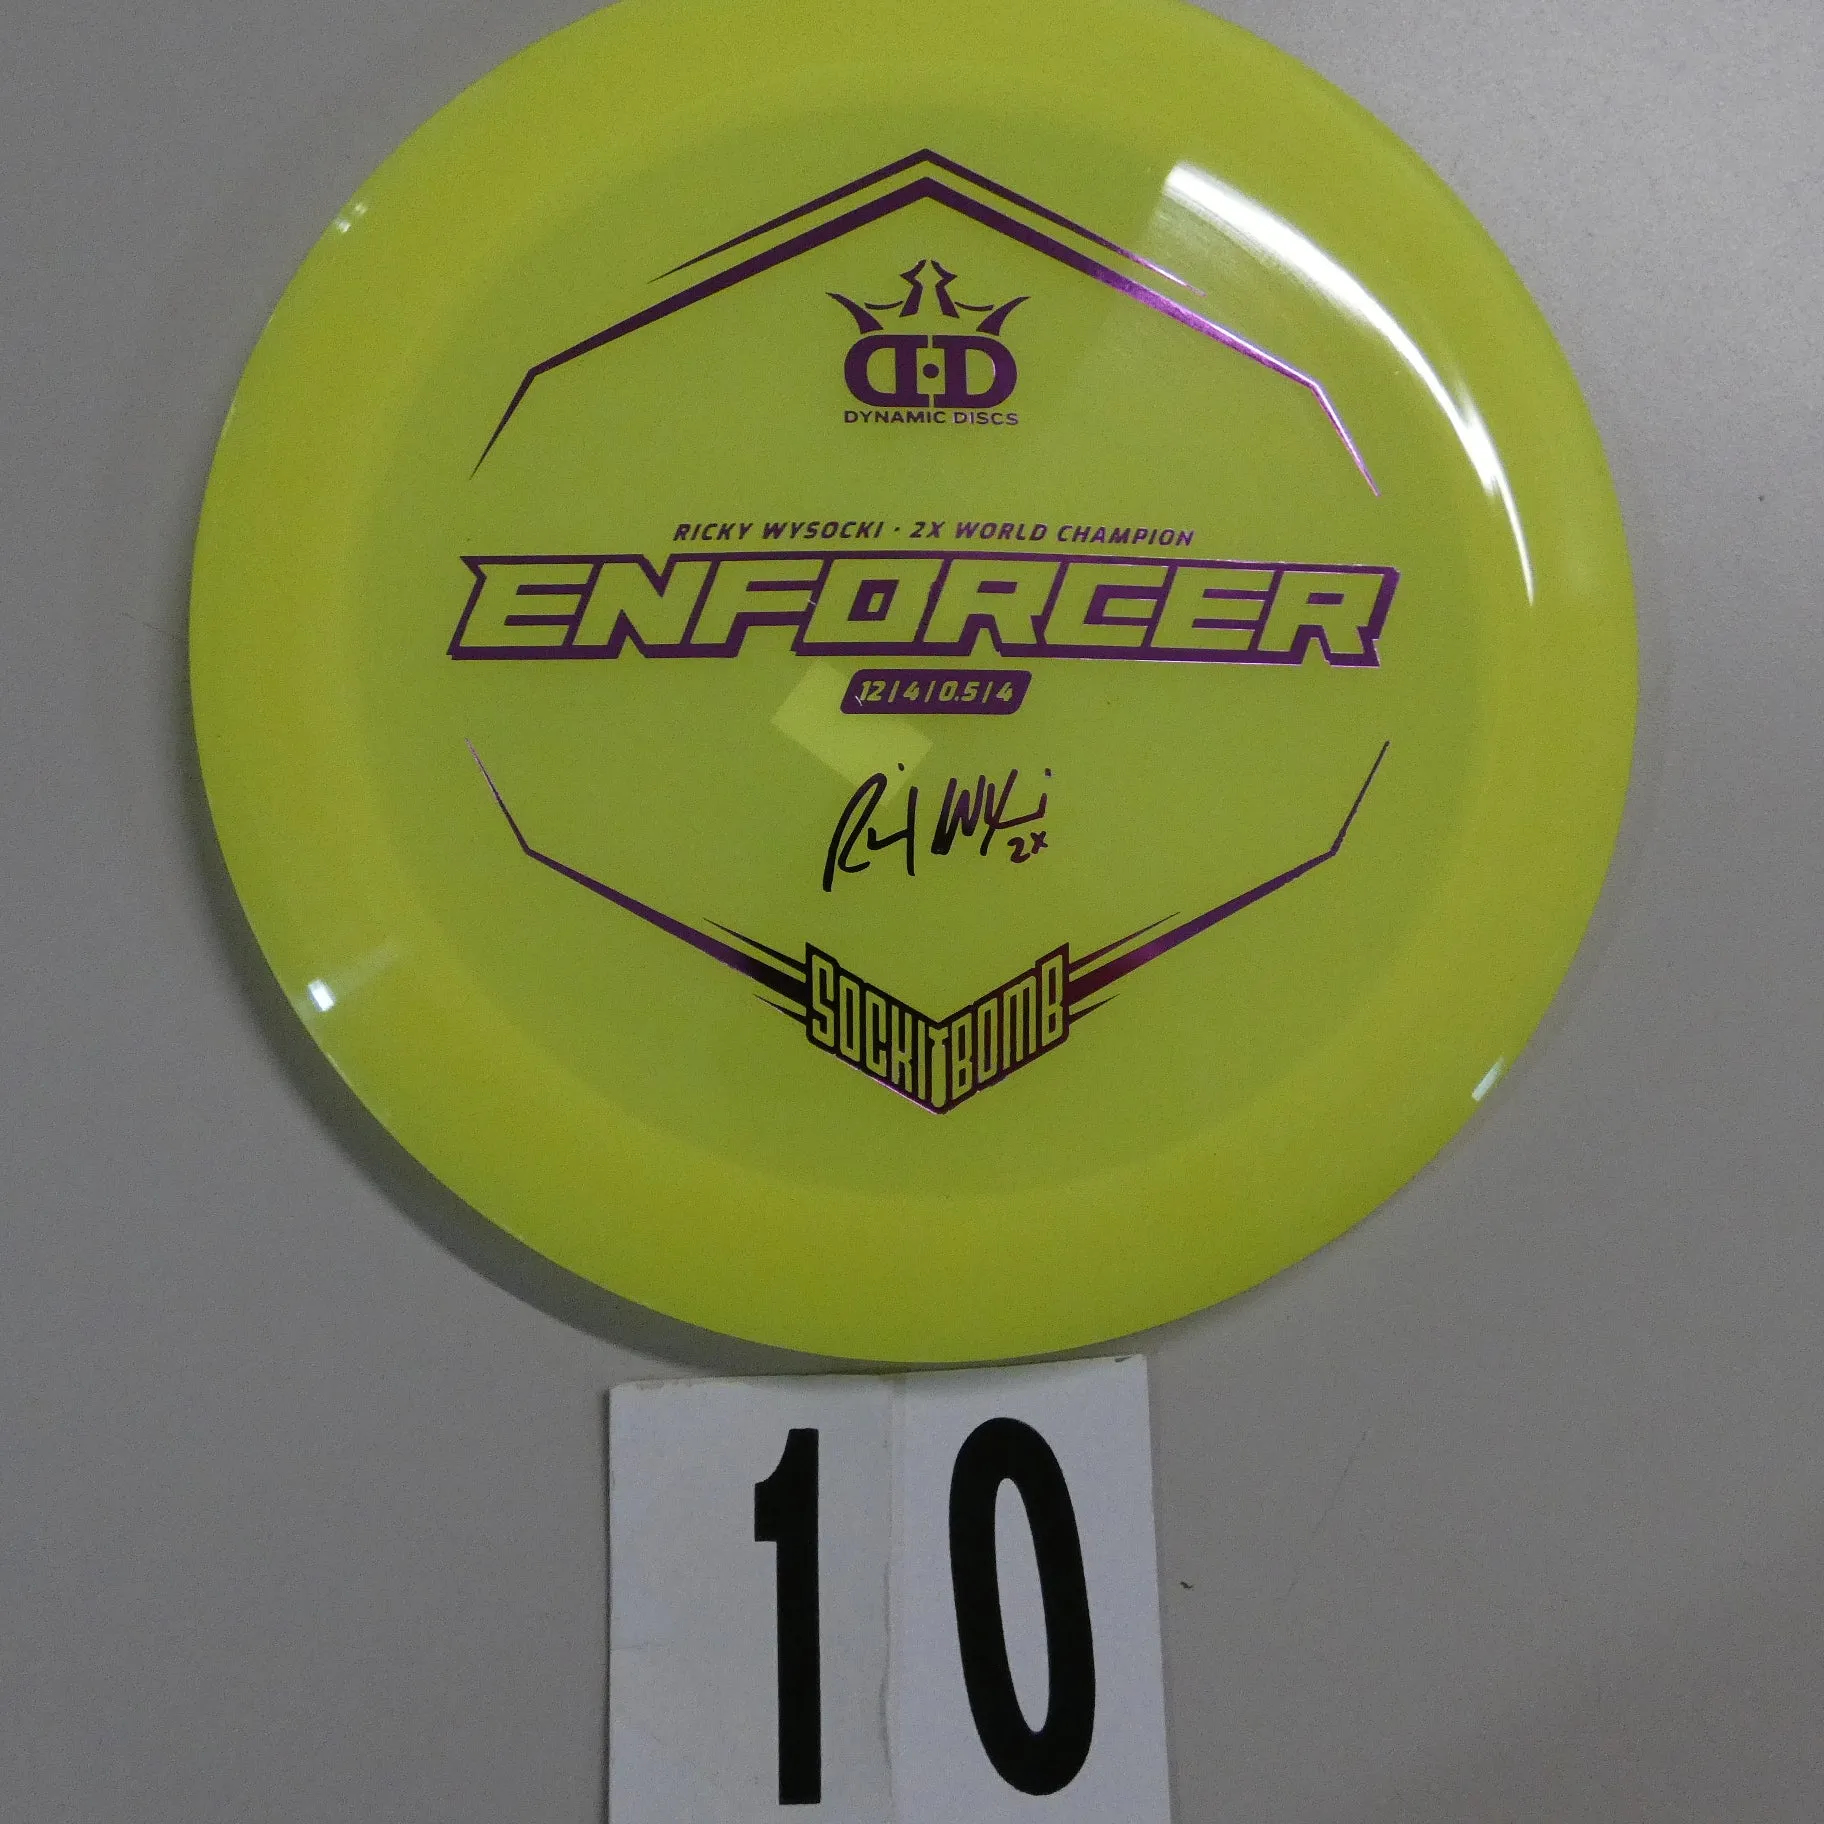 D·D
DYNAMIC DISCS
RICKY WYSOCKI · 2X WORLD CHAMPION
ENFORCER
12 | 4 | 0.5 | 4
2X
SOCKIBOMB
10